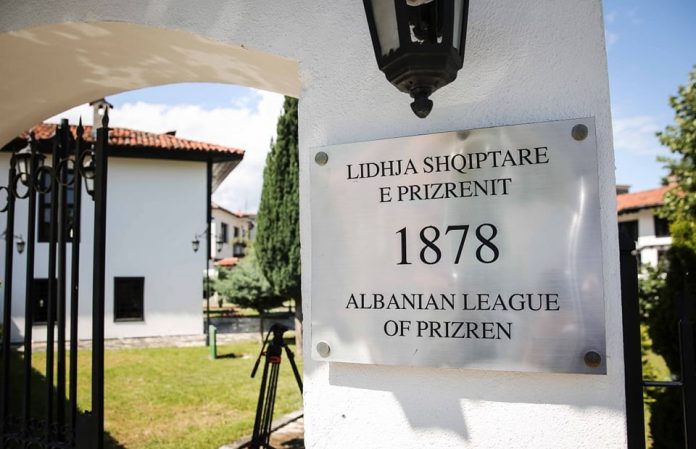 LIDHJA SHQIPTARE
E PRIZRENIT
1878
ALBANIAN LEAGUE
OF PRIZREN